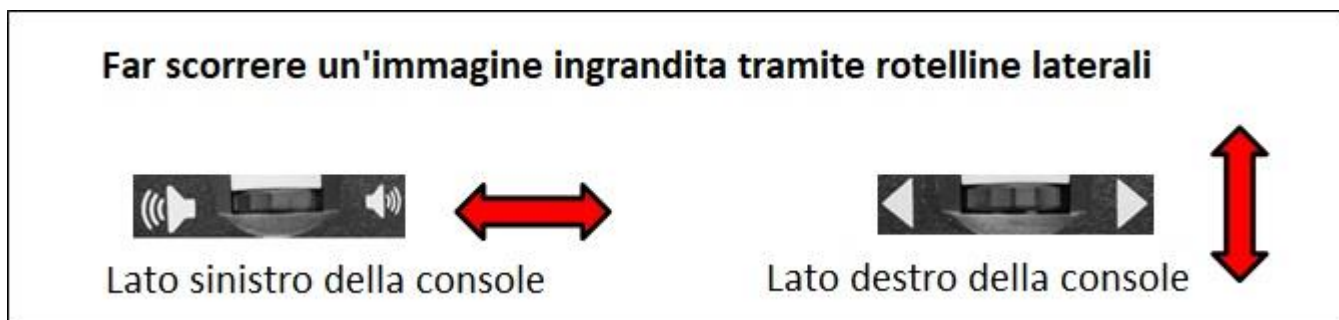 Far scorrere un'immagine ingrandita tramite rotelline laterali
Lato sinistro della console
Lato destro della console